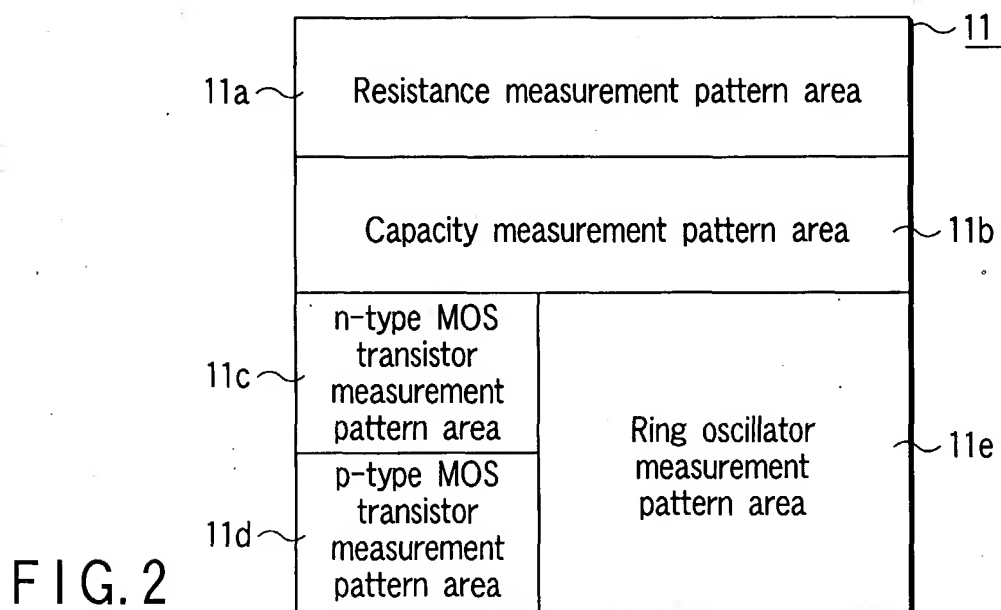 11
11a
Resistance measurement pattern area
Capacity measurement pattern area
11b
n-type MOS
transistor
measurement
pattern area
11c
Ring oscillator
measurement
pattern area
11e
p-type MOS
transistor
measurement
pattern area
11d
FIG. 2